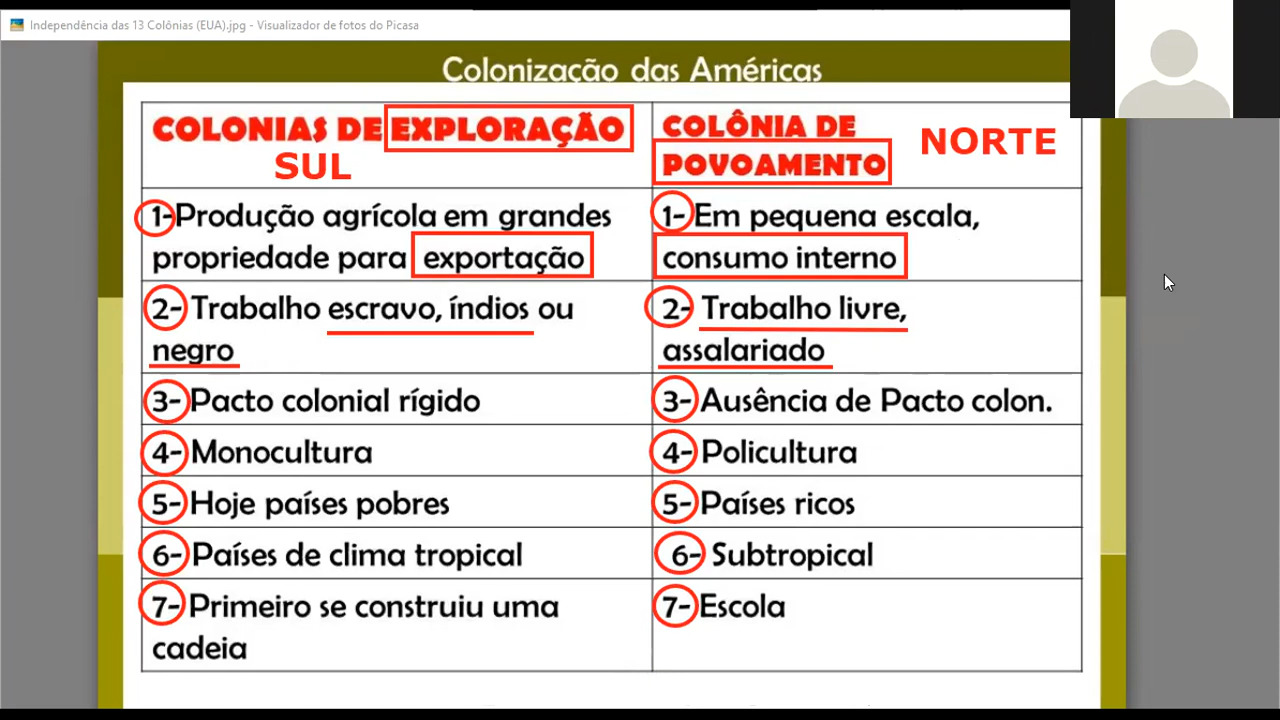 Independência das 13 Colônias (EUA).jpg - Visualizador de fotos do Picasa
Colonização das Américas
COLONIAS DE EXPLORAÇÃO
SUL
COLÔNIA DE
POVOAMENTO
NORTE
1-Produção agrícola em grandes
propriedade para exportação
1- Em pequena escala,
consumo interno
2- Trabalho escravo, índios ou
negro
2- Trabalho livre,
assalariado
3- Pacto colonial rígido
3- Ausência de Pacto colon.
4- Monocultura
4- Policultura
5- Hoje países pobres
5- Países ricos
6- Países de clima tropical
6- Subtropical
7- Primeiro se construiu uma
cadeia
7- Escola